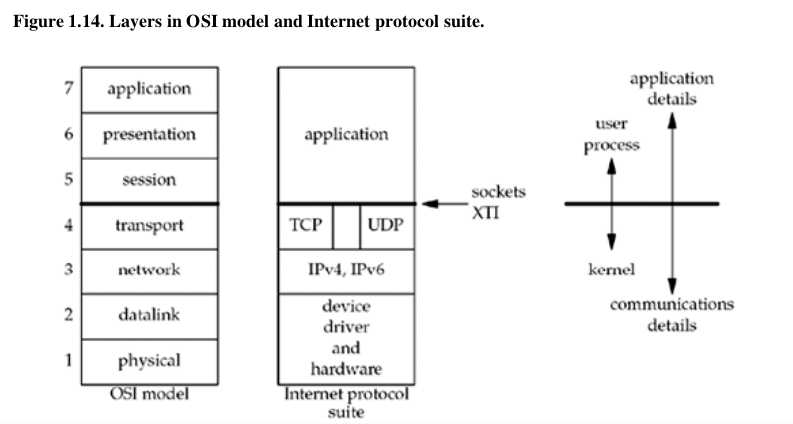 Figure 1.14. Layers in OSI model and Internet protocol suite.
7 application
6 presentation
5 session
4 transport
3 network
2 datalink
1 physical
OSI model
application
TCP UDP
IPv4, IPv6
device
driver
and
hardware
Internet protocol
suite
sockets
XTI
application
details
user
process
kernel
communications
details